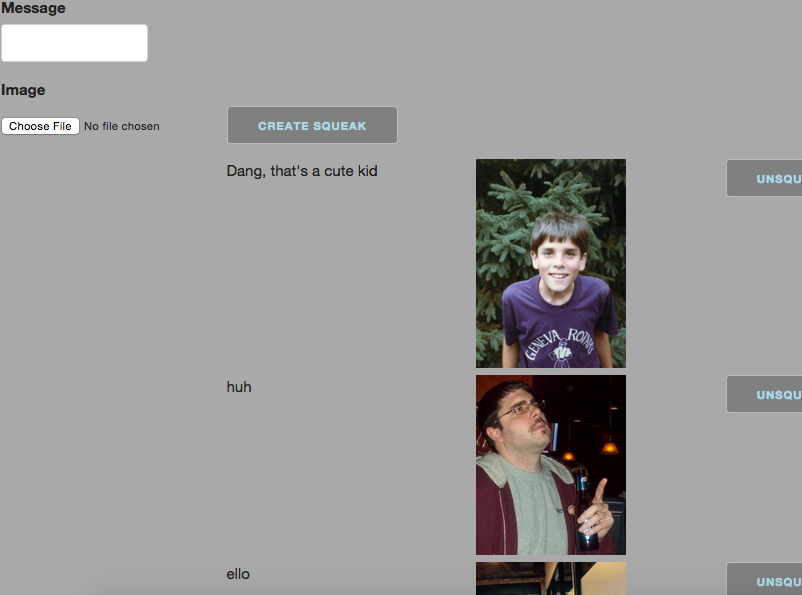 Message
Image
Choose File No file chosen
CREATE SQUEAK
Dang, that's a cute kid
UNSQU
GENEVA
huh
UNSQU
ello
UNSQU